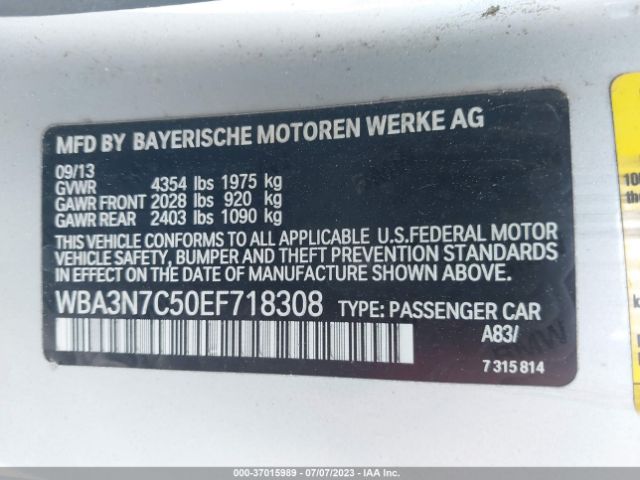 MFD BY BAYERISCHE MOTOREN WERKE AG
09/13
GVWR 4354 lbs 1975 kg
GAWR FRONT 2028 lbs 920 kg
GAWR REAR 2403 lbs 1090 kg
THIS VEHICLE CONFORMS TO ALL APPLICABLE U.S.FEDERAL MOTOR
VEHICLE SAFETY, BUMPER AND THEFT PREVENTION STANDARDS
IN EFFECT ON THE DATE OF MANUFACTURE SHOWN ABOVE.
WBA3N7C50EF718308 TYPE: PASSENGER CAR
A83/
7 315 814
000-37015989 - 07/07/2023 -